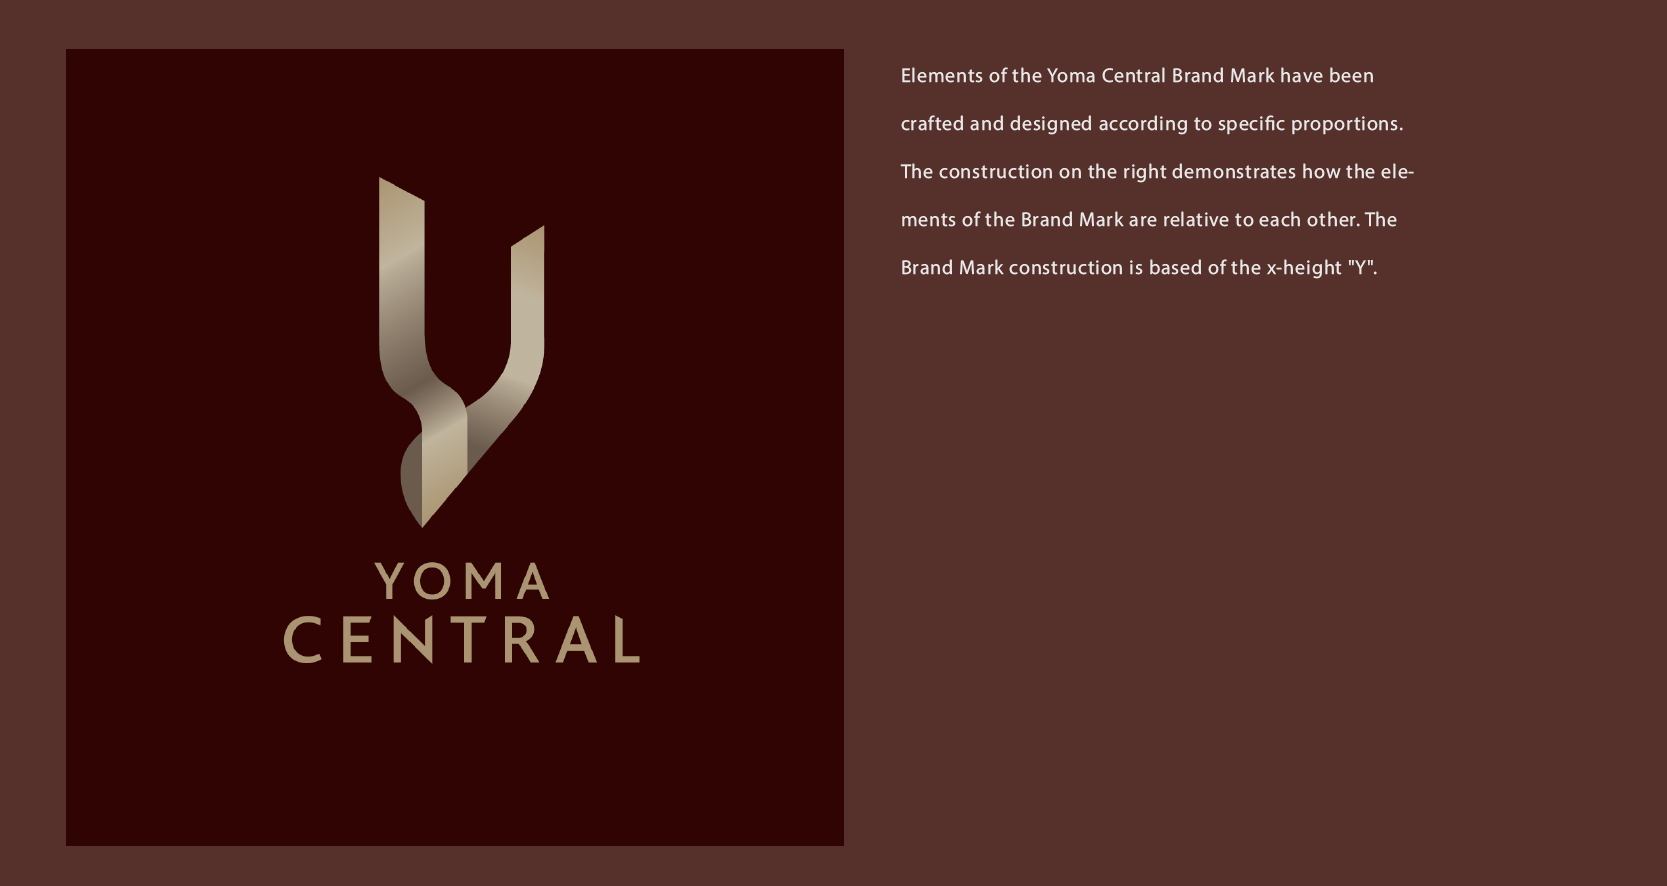 YOMA
CENTRAL
Elements of the Yoma Central Brand Mark have been
crafted and designed according to specific proportions.
The construction on the right demonstrates how the ele-
ments of the Brand Mark are relative to each other. The
Brand Mark construction is based of the x-height "Y".